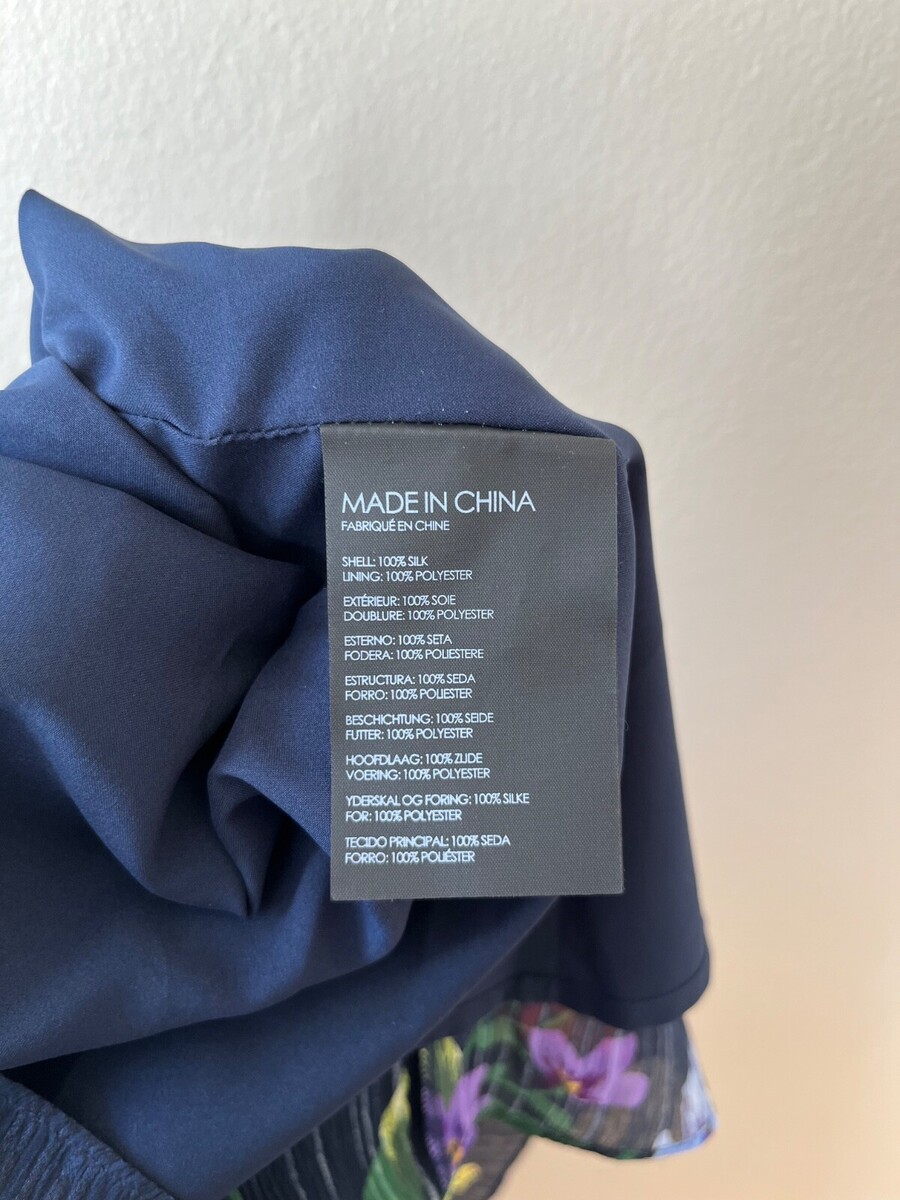 MADE IN CHINA
FABRIQUÉ EN CHINE
SHELL: 100% SILK
LINING: 100% POLYESTER
EXTÉRIEUR: 100% SOIE
DOUBLURE: 100% POLYESTER
ESTERNO: 100% SETA
FODERA: 100% POLIESTERE
ESTRUCTURA: 100% SEDA
FORRO: 100% POLIESTER
BESCHICHTUNG: 100% SEIDE
FUTTER: 100% POLYESTER
HOOFDLAAG: 100% ZIJDE
VOERING: 100% POLYESTER
YDERSKAL OG FORING: 100% SILKE
FOR: 100% POLYESTER
TECIDO PRINCIPAL: 100% SEDA
FORRO: 100% POLIÉSTER